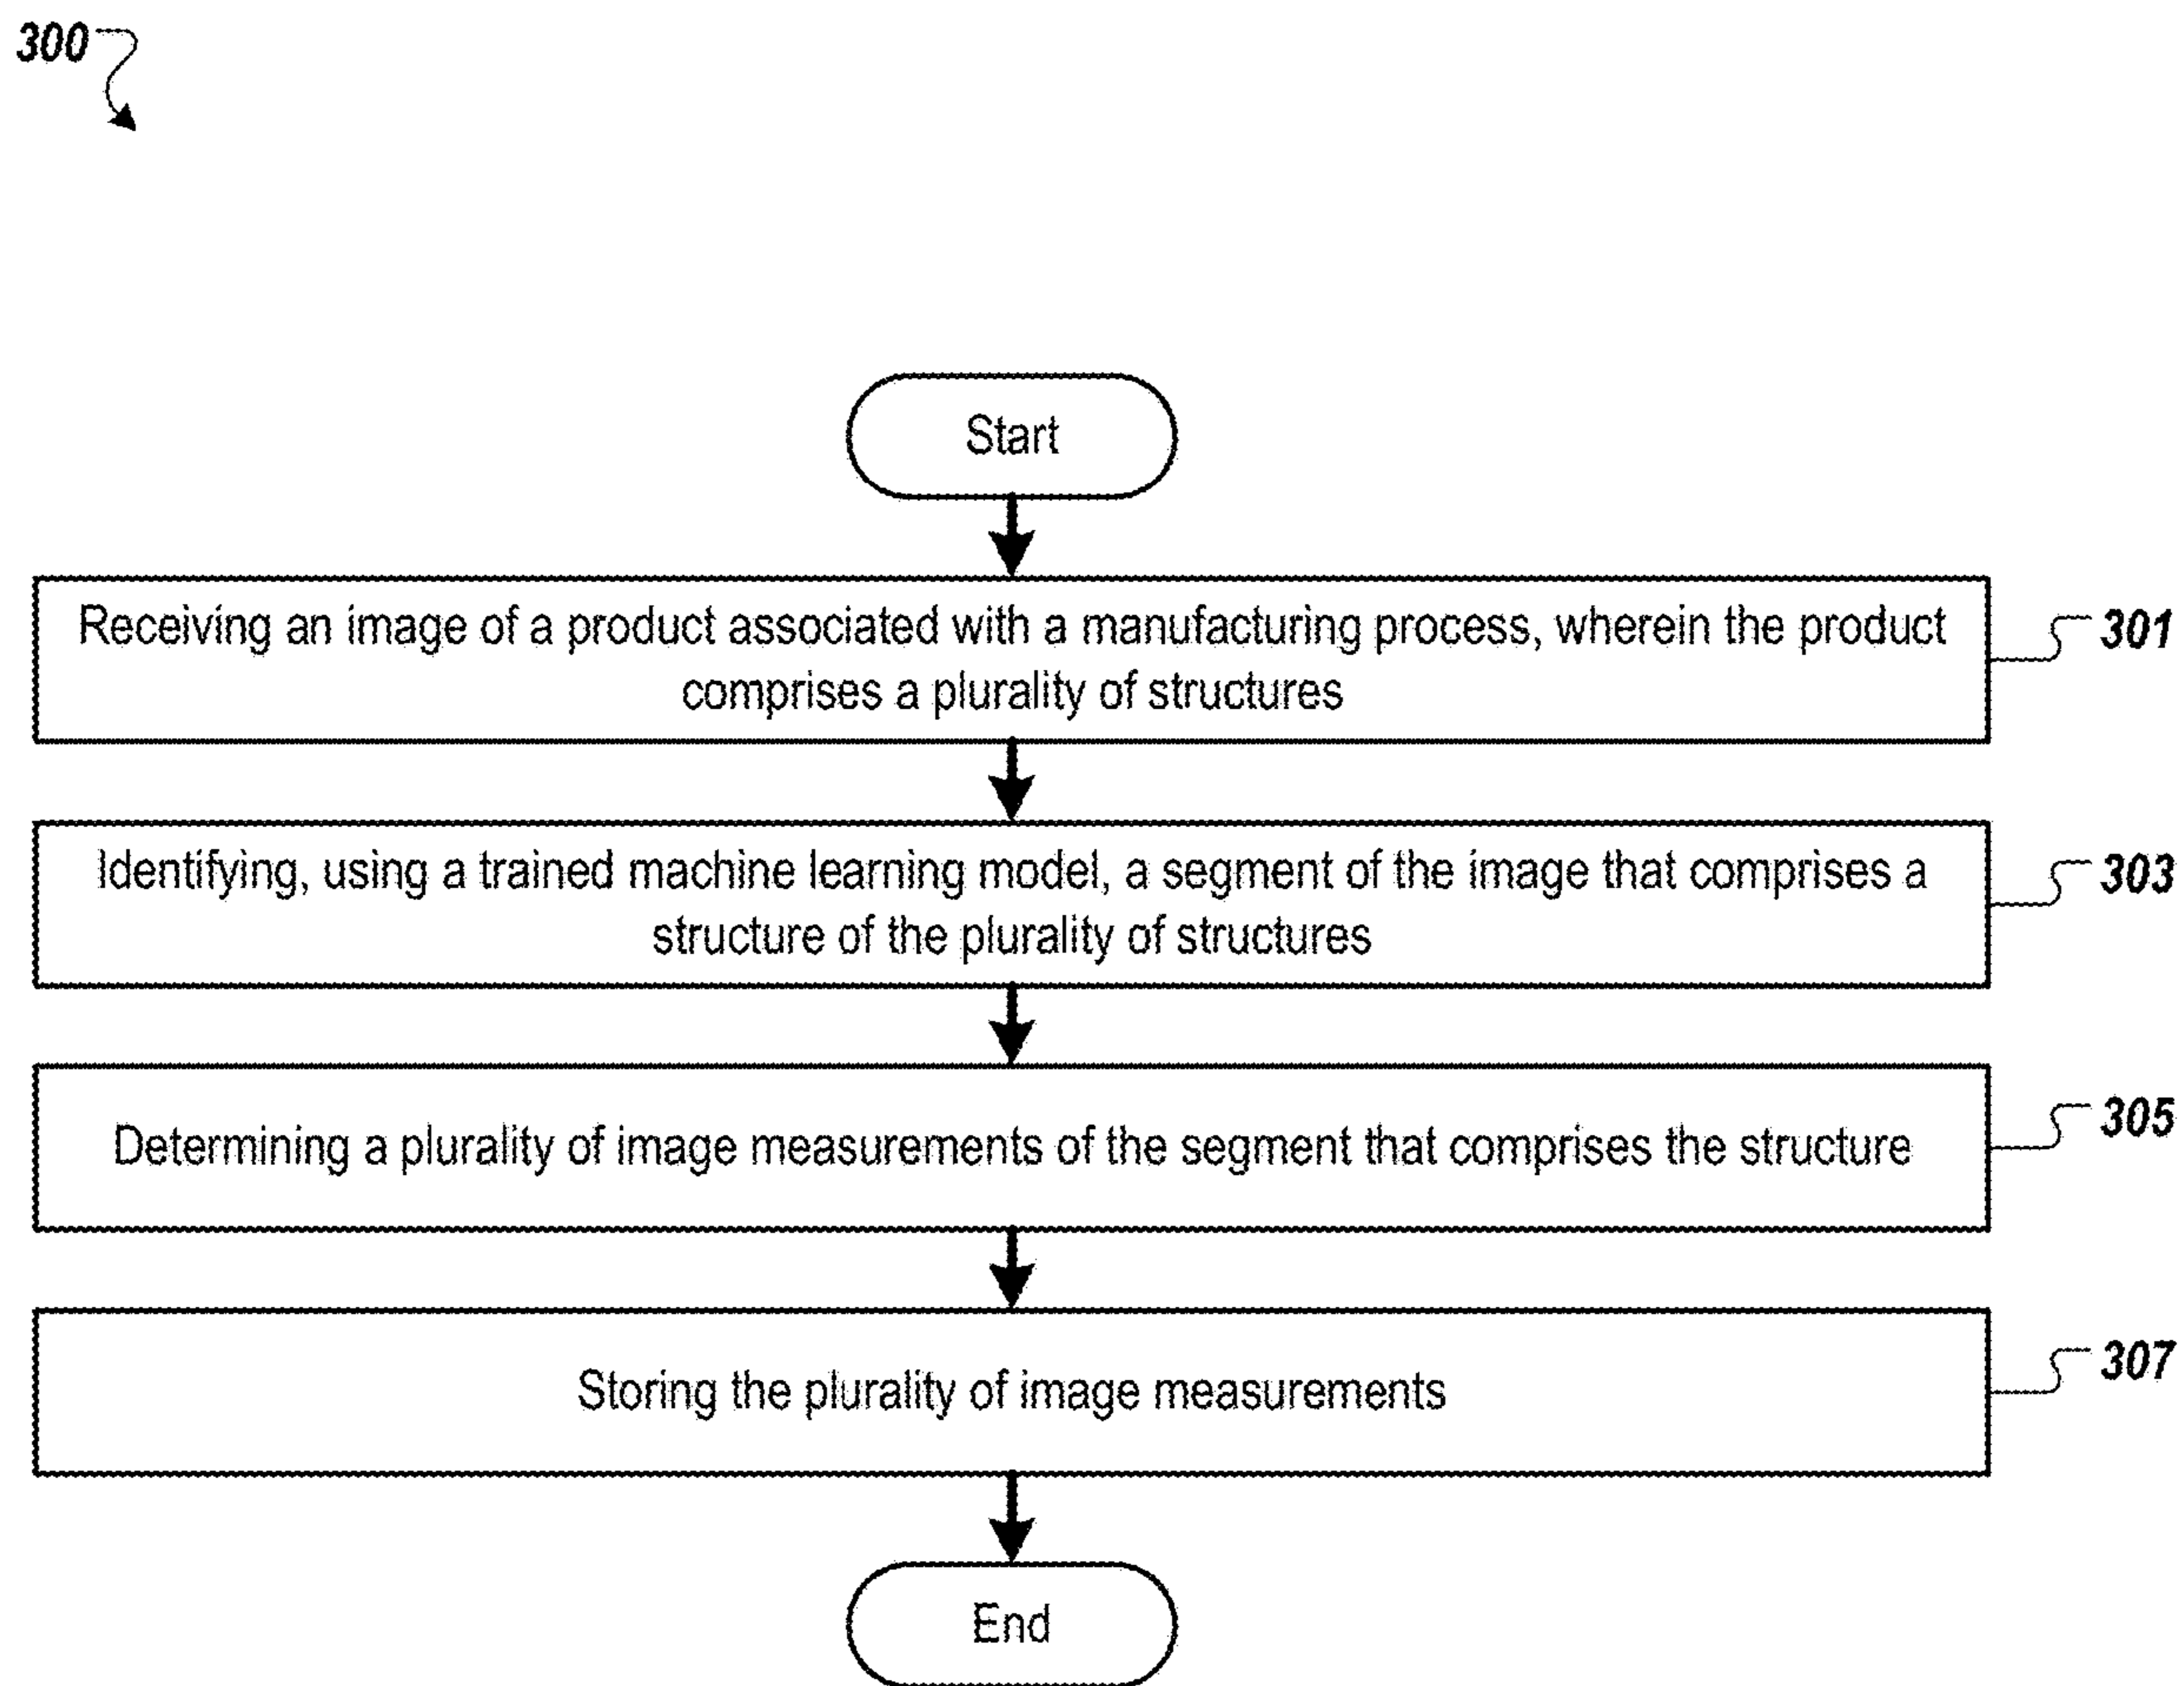 300
Start
Receiving an image of a product associated with a manufacturing process, wherein the product
comprises a plurality of structures
301
Identifying, using a trained machine learning model, a segment of the image that comprises a
structure of the plurality of structures
303
Determining a plurality of image measurements of the segment that comprises the structure
305
Storing the plurality of image measurements
307
End